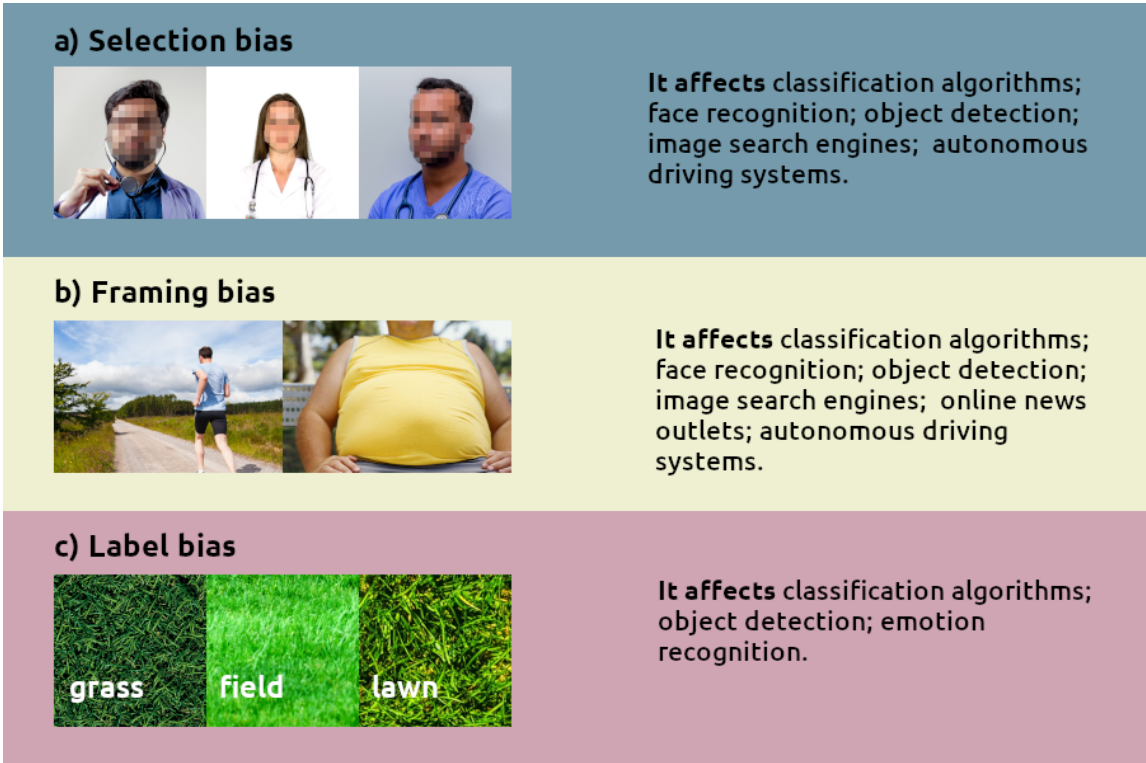 a) Selection bias
It affects classification algorithms;
face recognition; object detection;
image search engines;  autonomous
driving systems.
b) Framing bias
It affects classification algorithms;
face recognition; object detection;
image search engines;  online news
outlets; autonomous driving
systems.
c) Label bias
grass
field
lawn
It affects classification algorithms;
object detection; emotion
recognition.